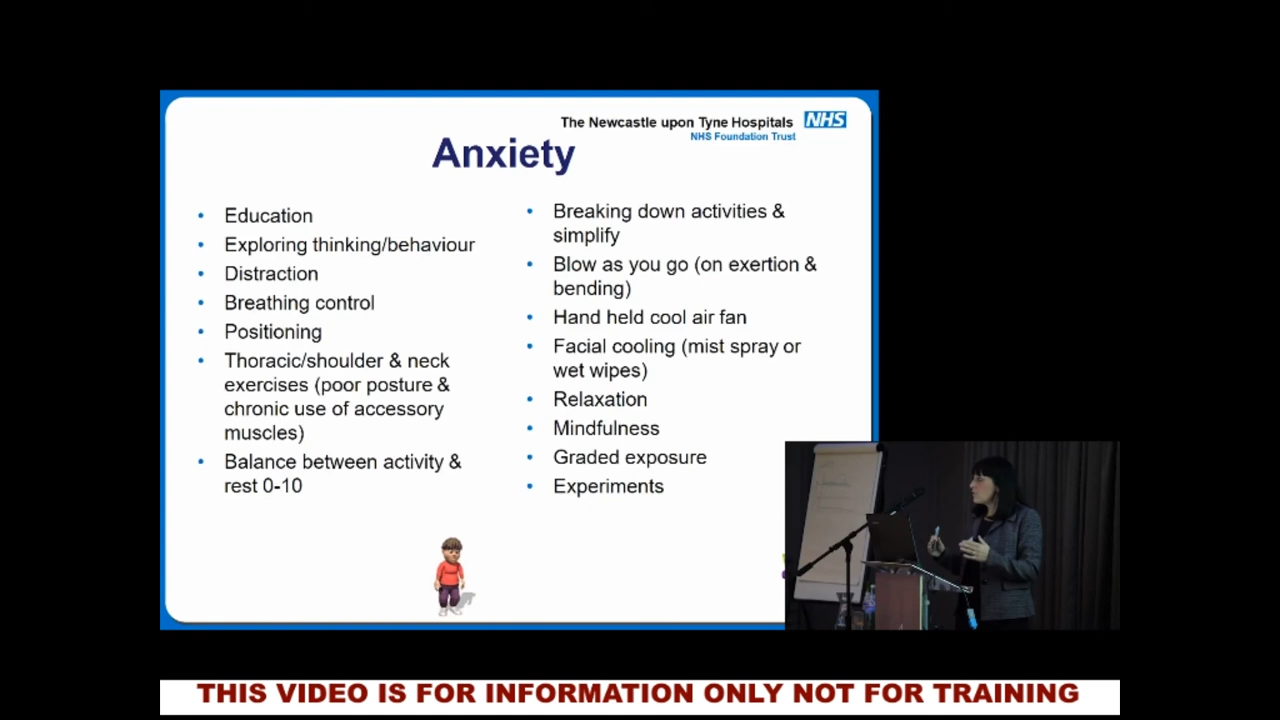 The Newcastle upon Tyne Hospitals NHS
NHS Foundation Trust
Anxiety
• Education
• Exploring thinking/behaviour
• Distraction
• Breathing control
• Positioning
• Thoracic/shoulder & neck
exercises (poor posture &
chronic use of accessory
muscles)
• Balance between activity &
rest 0-10
• Breaking down activities &
simplify
• Blow as you go (on exertion &
bending)
• Hand held cool air fan
• Facial cooling (mist spray or
wet wipes)
• Relaxation
• Mindfulness
• Graded exposure
• Experiments
THIS VIDEO IS FOR INFORMATION ONLY NOT FOR TRAINING